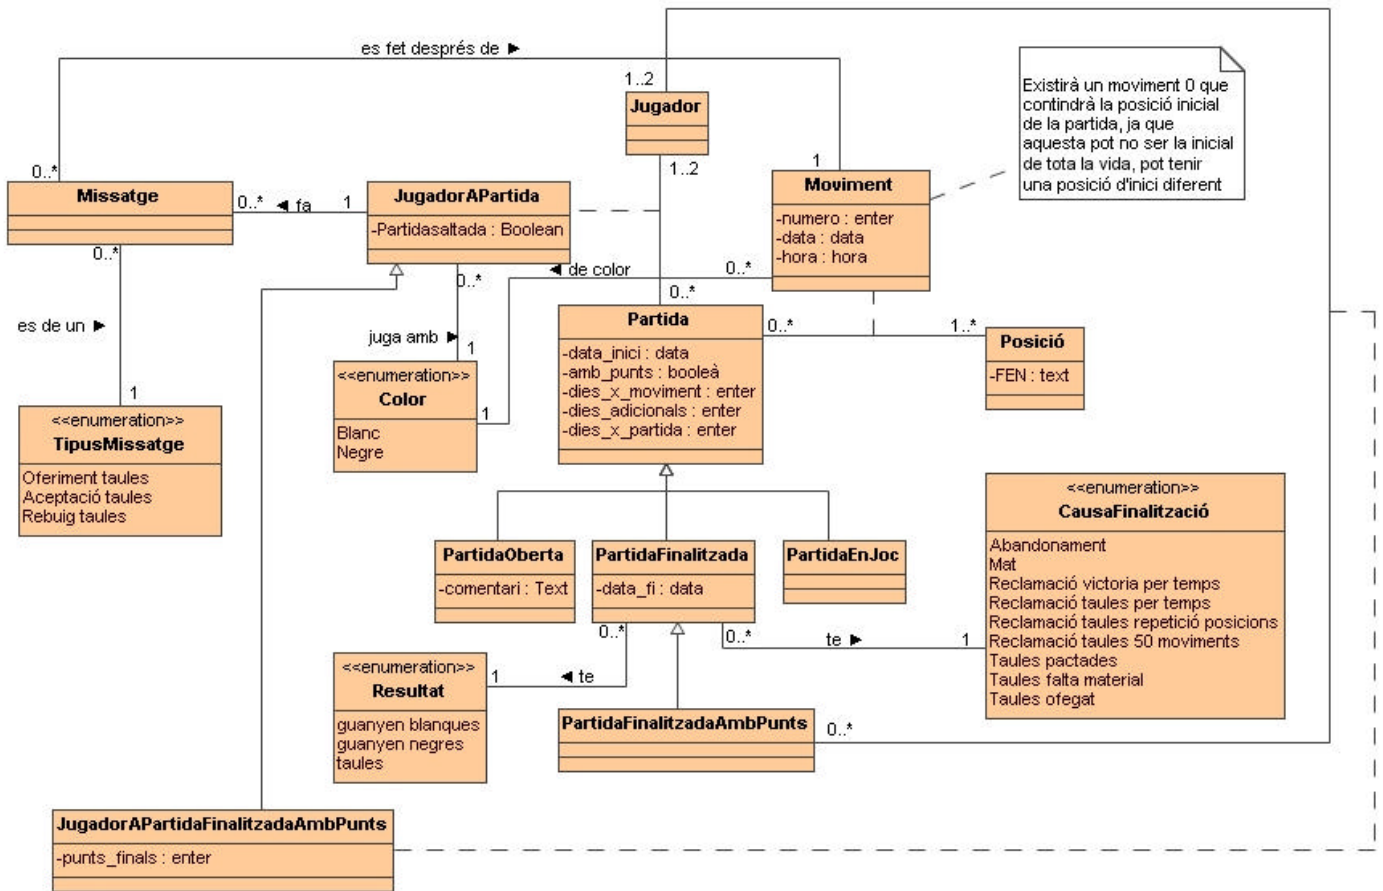 es fet després de ►
1..2
Jugador
1..2
Existirà un moviment 0 que
contindrà la posició inicial
de la partida, ja que
aquesta pot no ser la inicial
de tota la vida, pot tenir
una posició d'inici diferent
0..*
Missatge
0..*
◄ fa
1
JugadorAPartida
-Partidasaltada : Boolean
1
Moviment
-numero : enter
-data : data
-hora : hora
0..*
0..*
◄ de color
0..*
0..*
es de un ►
1
juga amb ►
1
Partida
-data_inici : data
-amb_punts : booleà
-dies_x_moviment : enter
-dies_adicionals : enter
-dies_x_partida : enter
0..*
1..*
Posició
-FEN : text
<<enumeration>>
TipusMissatge
Oferiment taules
Aceptació taules
Rebuig taules
<<enumeration>>
Color
Blanc
Negre
1
PartidaOberta
-comentari : Text
PartidaFinalitzada
-data_fi : data
PartidaEnJoc
<<enumeration>>
CausaFinalització
Abandonament
Mat
Reclamació victoria per temps
Reclamació taules per temps
Reclamació taules repetició posicions
Reclamació taules 50 moviments
Taules pactades
Taules falta material
Taules ofegat
0..*
0..*
te ►
1
<<enumeration>>
Resultat
guanyen blanques
guanyen negres
taules
1
◄ te
PartidaFinalitzadaAmbPunts
0..*
JugadorAPartidaFinalitzadaAmbPunts
-punts_finals : enter